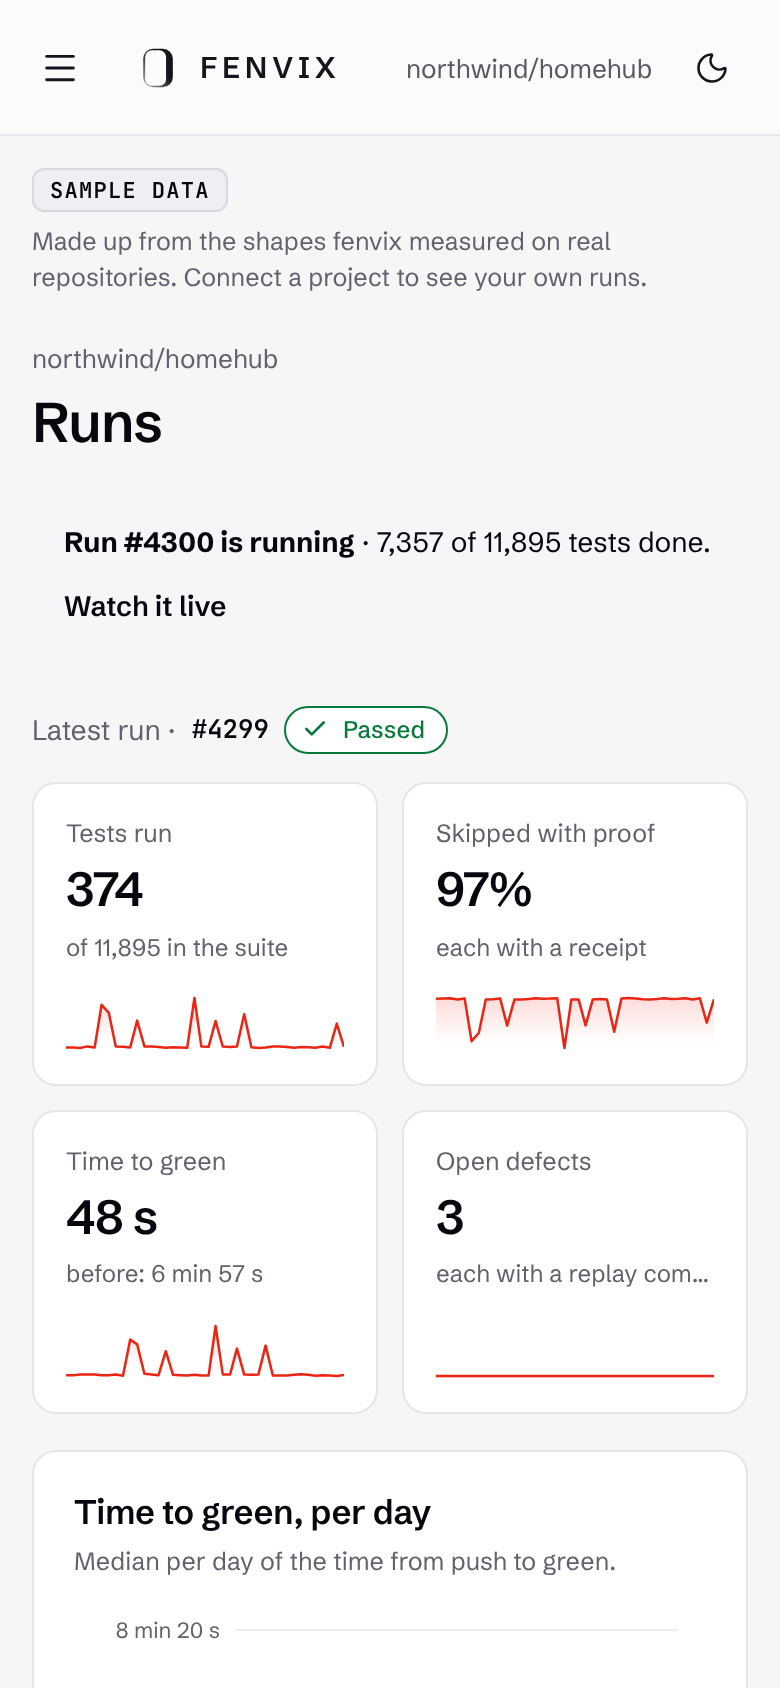 FENVIX
northwind/homehub
SAMPLE DATA
Made up from the shapes fenvix measured on real
repositories. Connect a project to see your own runs.
northwind/homehub
Runs
Run #4300 is running · 7,357 of 11,895 tests done.
Watch it live
Latest run · #4299 Passed
Tests run
374
of 11,895 in the suite
Skipped with proof
97%
each with a receipt
Time to green
48 s
before: 6 min 57 s
Open defects
3
each with a replay com...
Time to green, per day
Median per day of the time from push to green.
8 min 20 s